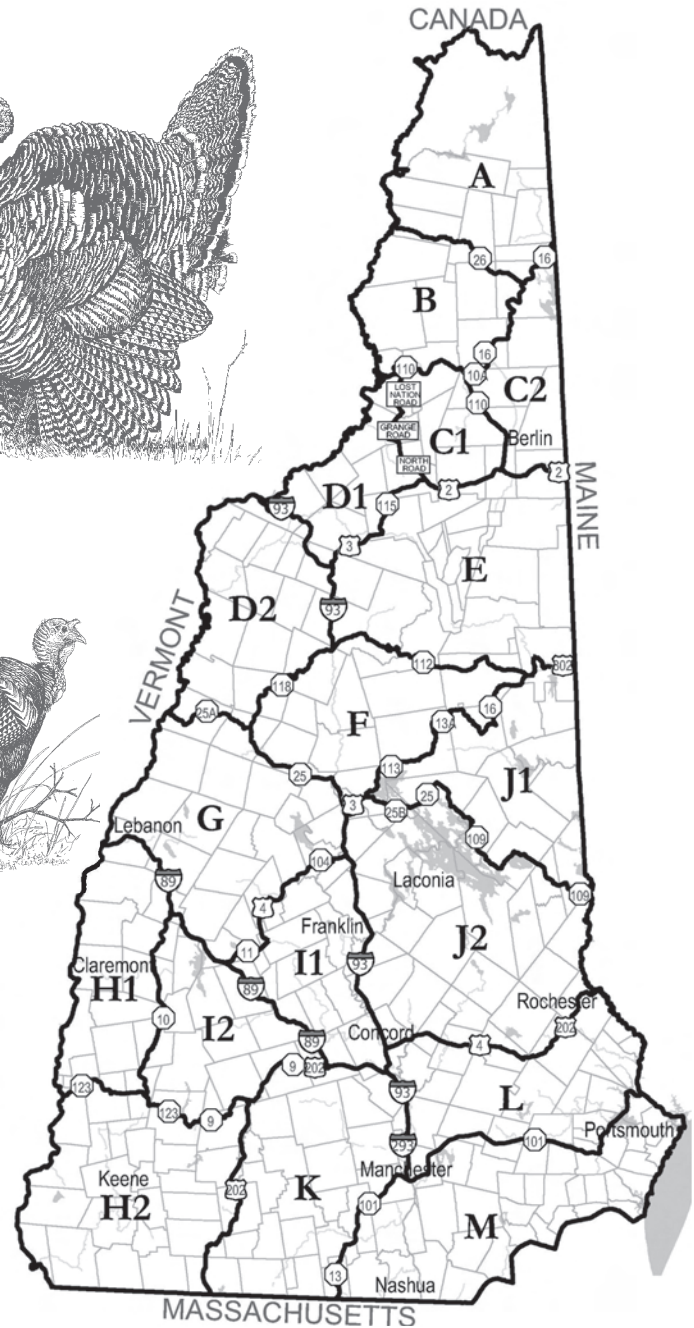 CANADA
A
26
16
B
16
110
10A
C2
LOST
NATION
ROAD
110
GRANGE
ROAD
C1
Berlin
NORTH
ROAD
2
2
MAINE
D1
115
93
3
E
D2
93
VERMONT
112
302
118
F
25A
13A
16
113
25
J1
3
25B
25
G
Lebanon
109
104
89
Laconia
4
109
Franklin
11
I1
J2
93
Claremont
H1
89
Rochester
10
I2
Concord
202
89
4
9
202
123
93
L
123
9
101
Portsmouth
293
Manchester
Keene
202
K
H2
101
M
13
Nashua
MASSACHUSETTS